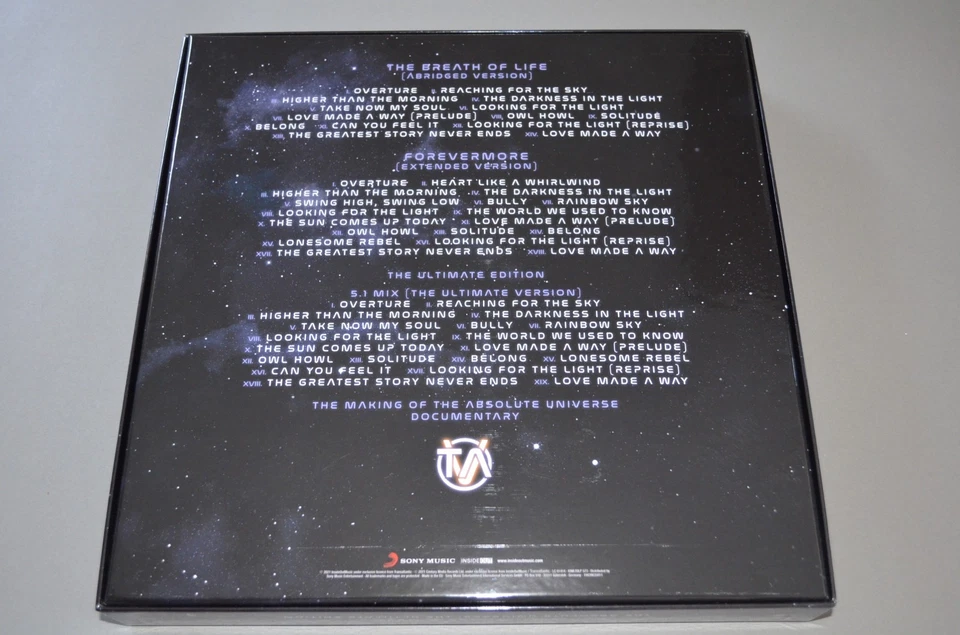 THE BREATH OF LIFE
(ABRIDGED VERSION)
I. OVERTURE II. REACHING FOR THE SKY
III. HIGHER THAN THE MORNING IV. THE DARKNESS IN THE LIGHT
V. TAKE NOW MY SOUL VI. LOOKING FOR THE LIGHT
VII. LOVE MADE A WAY (PRELUDE) VIII. OWL HOWL IX. SOLITUDE
X. BELONG XI. CAN YOU FEEL IT XII. LOOKING FOR THE LIGHT (REPRISE)
XIII. THE GREATEST STORY NEVER ENDS XIV. LOVE MADE A WAY
FOREVERMORE
(EXTENDED VERSION)
I. OVERTURE II. HEART LIKE A WHIRLWIND
III. HIGHER THAN THE MORNING IV. THE DARKNESS IN THE LIGHT
V. SWING HIGH, SWING LOW VI. BULLY VII. RAINBOW SKY
VIII. LOOKING FOR THE LIGHT IX. THE WORLD WE USED TO KNOW
X. THE SUN COMES UP TODAY XI. LOVE MADE A WAY (PRELUDE)
XII. OWL HOWL XIII. SOLITUDE XIV. BELONG
XV. LONESOME REBEL XVI. LOOKING FOR THE LIGHT (REPRISE)
XVII. THE GREATEST STORY NEVER ENDS XVIII. LOVE MADE A WAY
THE ULTIMATE EDITION
5.1 MIX (THE ULTIMATE VERSION)
I. OVERTURE II. REACHING FOR THE SKY
III. HIGHER THAN THE MORNING IV. THE DARKNESS IN THE LIGHT
V. TAKE NOW MY SOUL VI. BULLY VII. RAINBOW SKY
VIII. LOOKING FOR THE LIGHT IX. THE WORLD WE USED TO KNOW
X. THE SUN COMES UP TODAY XI. LOVE MADE A WAY (PRELUDE)
XII. OWL HOWL XIII. SOLITUDE XIV. BELONG XV. LONESOME REBEL
XVI. CAN YOU FEEL IT XVII. LOOKING FOR THE LIGHT (REPRISE)
XVIII. THE GREATEST STORY NEVER ENDS XIX. LOVE MADE A WAY
THE MAKING OF THE ABSOLUTE UNIVERSE
DOCUMENTARY
TA
SONY MUSIC INSIDEOUT www.insideoutmusic.com